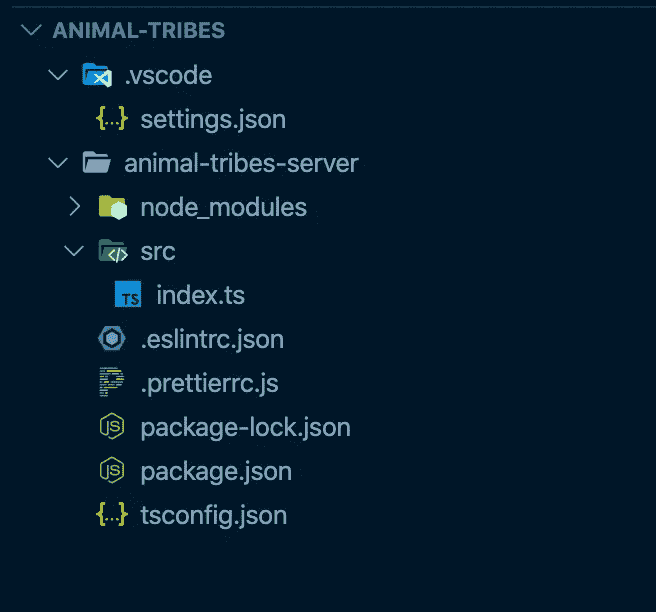 ANIMAL-TRIBES
.vscode
{...} settings.json
animal-tribes-server
node_modules
src
TS index.ts
.eslintrc.json
.prettierrc.js
JS package-lock.json
JS package.json
{...} tsconfig.json